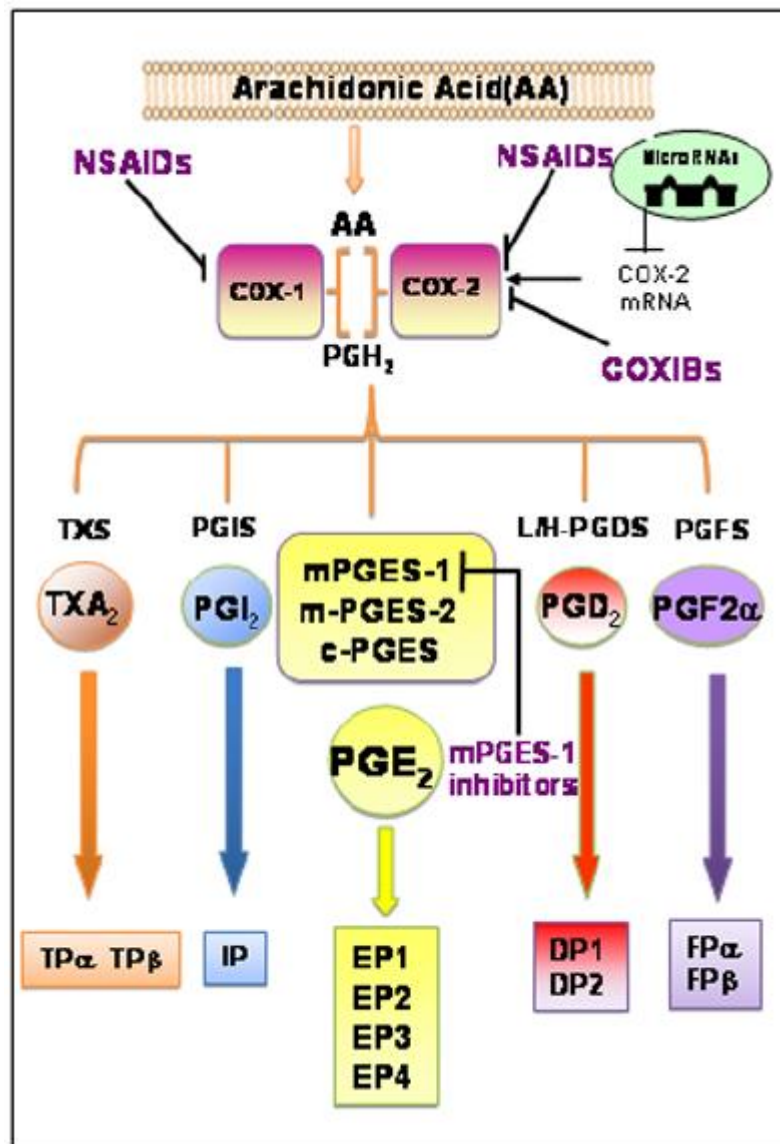 Arachidonic Acid(AA)
NSAIDs
NSAIDs
MicroRNAs
AA
COX-1
COX-2
COX-2
mRNA
PGH₂
COXIBs
TXS
PGIS
L/H-PGDS
PGFS
TXA₂
PGI₂
mPGES-1
m-PGES-2
c-PGES
PGD₂
PGF2α
PGE₂
mPGES-1
inhibitors
TPα TPβ
IP
EP1
EP2
EP3
EP4
DP1
DP2
FPα
FPβ